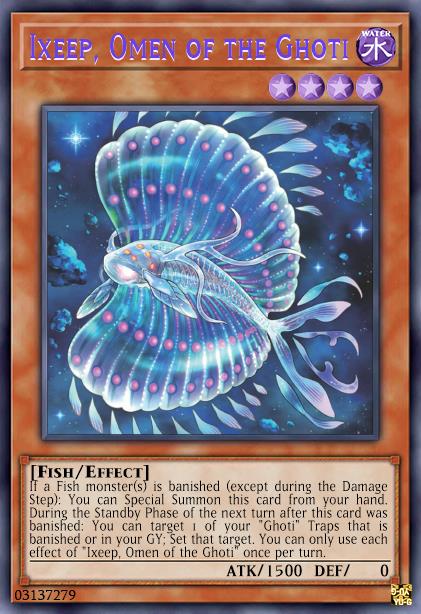 Ixeep, Omen of the Ghoti
WATER
水
[Fish/Effect]
If a Fish monster(s) is banished (except during the Damage
Step): You can Special Summon this card from your hand.
During the Standby Phase of the next turn after this card was
banished: You can target 1 of your "Ghoti" Traps that is
banished or in your GY; Set that target. You can only use each
effect of "Ixeep, Omen of the Ghoti" once per turn.
ATK/1500 DEF/ 0
03137279